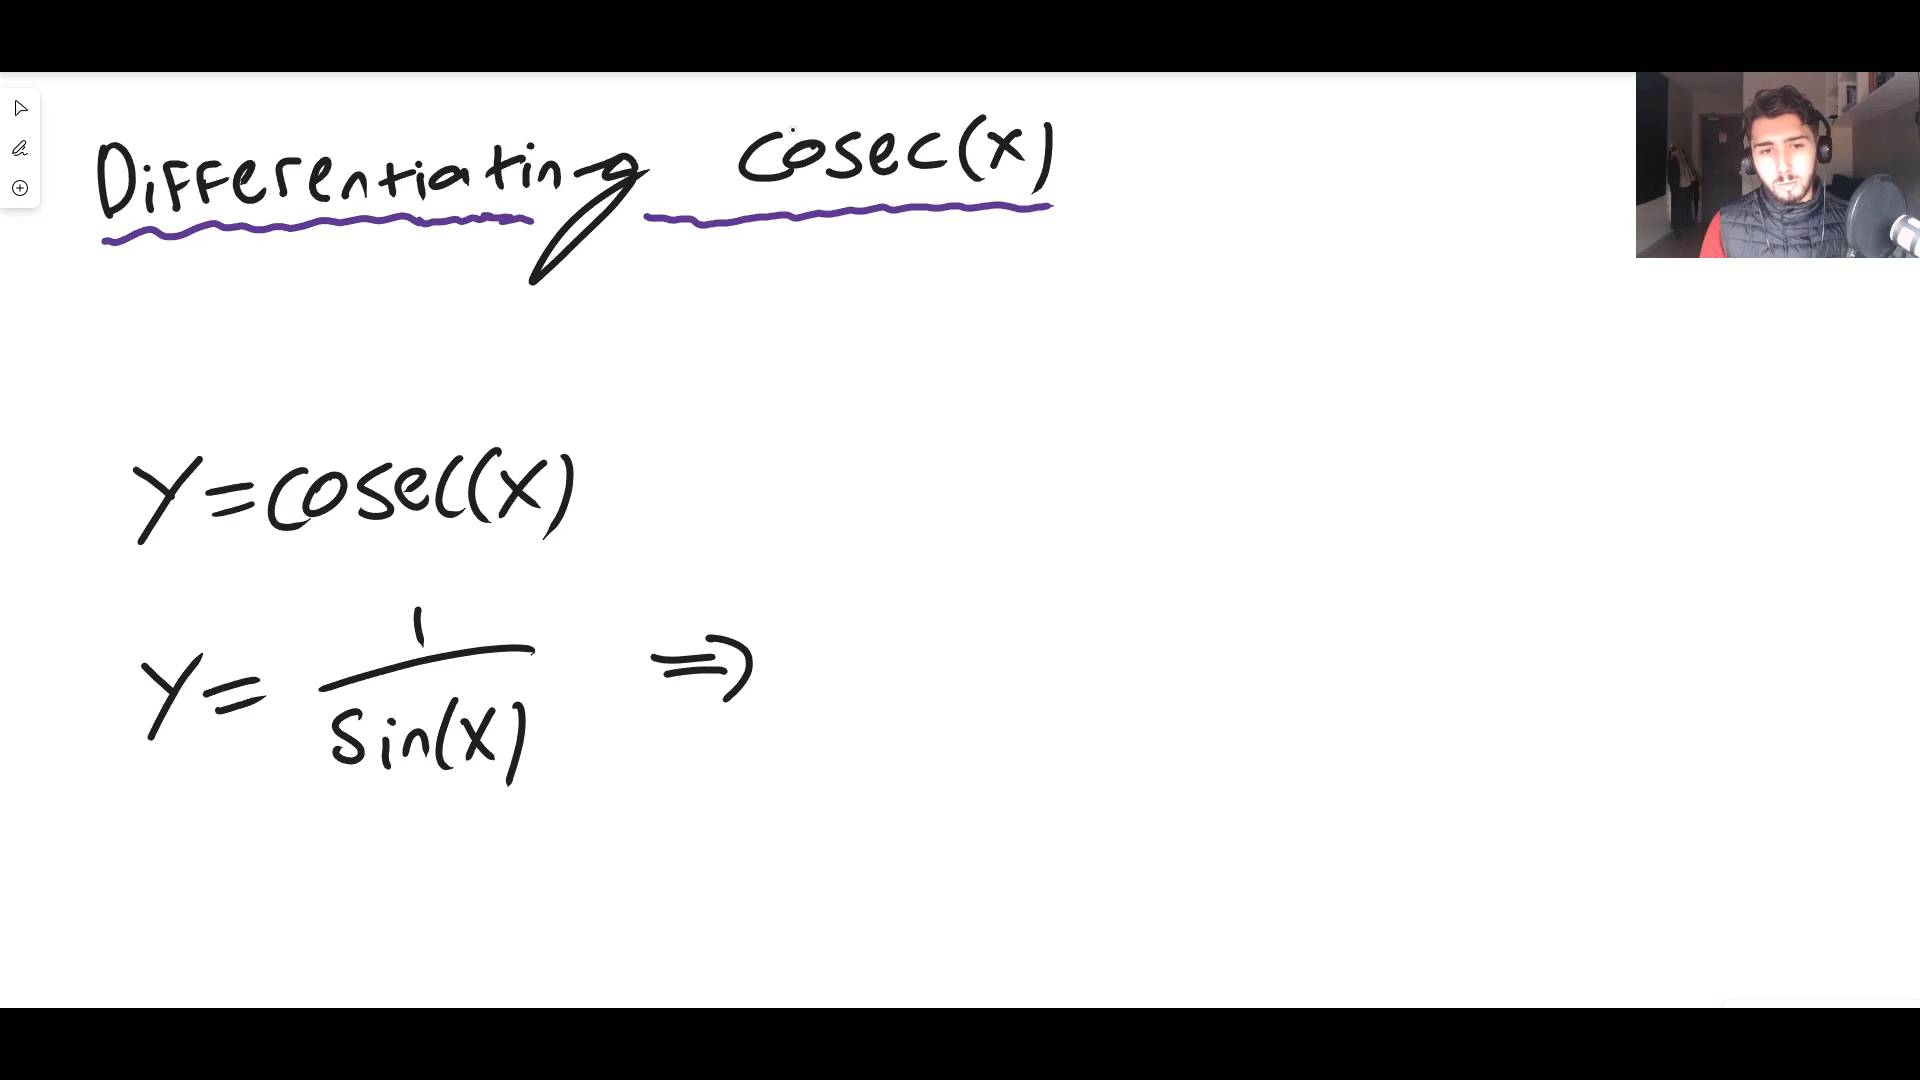 Differentiating cosec(x)
y=cosec(x)
y= 1/sin(x) ⇒